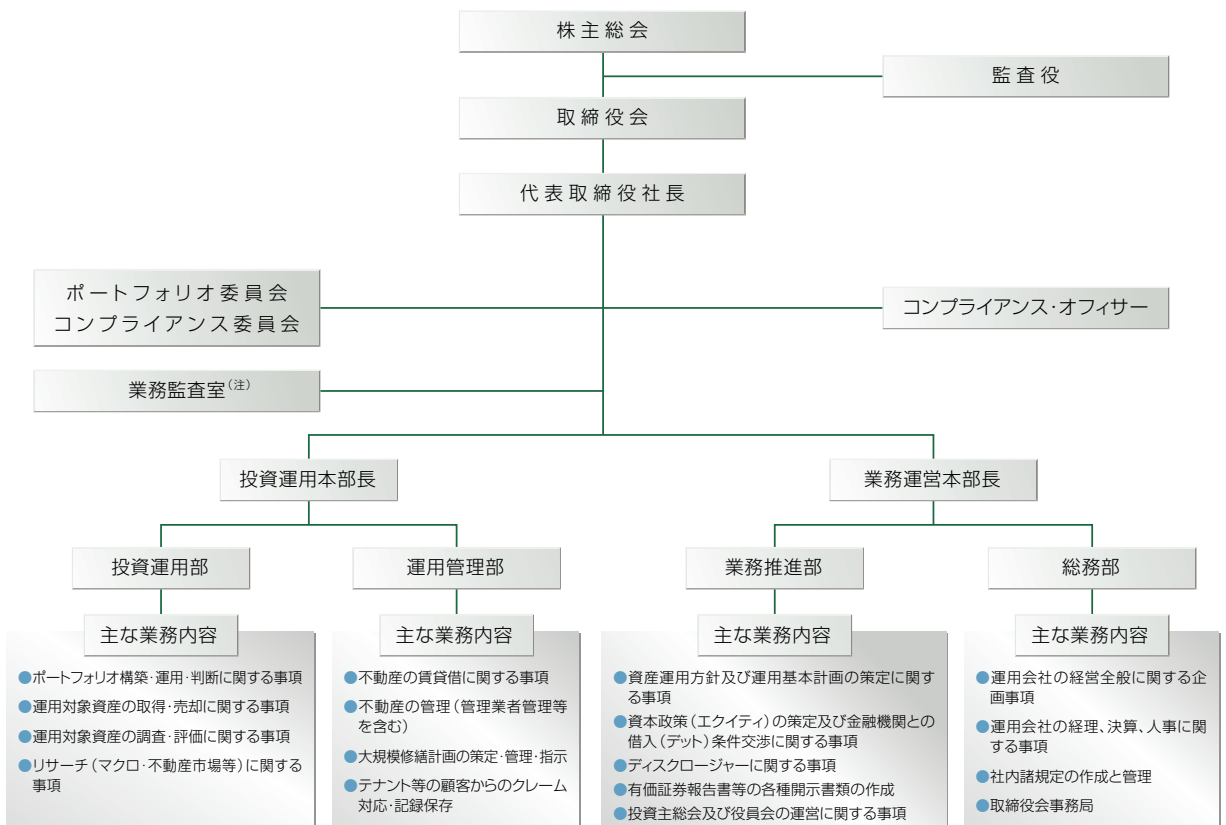 株主総会
監査役
取締役会
代表取締役社長
ポートフォリオ委員会
コンプライアンス委員会
コンプライアンス・オフィサー
業務監査室(注)
投資運用本部長
業務運営本部長
投資運用部
運用管理部
業務推進部
総務部
主な業務内容
●ポートフォリオ構築・運用・判断に関する事項
●運用対象資産の取得・売却に関する事項
●運用対象資産の調査・評価に関する事項
●リサーチ(マクロ・不動産市場等)に関する
事項
主な業務内容
●不動産の賃貸借に関する事項
●不動産の管理(管理業者管理等
を含む)
●大規模修繕計画の策定・管理・指示
●テナント等の顧客からのクレーム
対応・記録保存
主な業務内容
●資産運用方針及び運用基本計画の策定に関す
る事項
●資本政策(エクイティ)の策定及び金融機関との
借入(デット)条件交渉に関する事項
●ディスクロージャーに関する事項
●有価証券報告書等の各種開示書類の作成
●投資主総会及び役員会の運営に関する事項
主な業務内容
●運用会社の経営全般に関する企
画事項
●運用会社の経理、決算、人事に関
する事項
●社内諸規定の作成と管理
●取締役会事務局